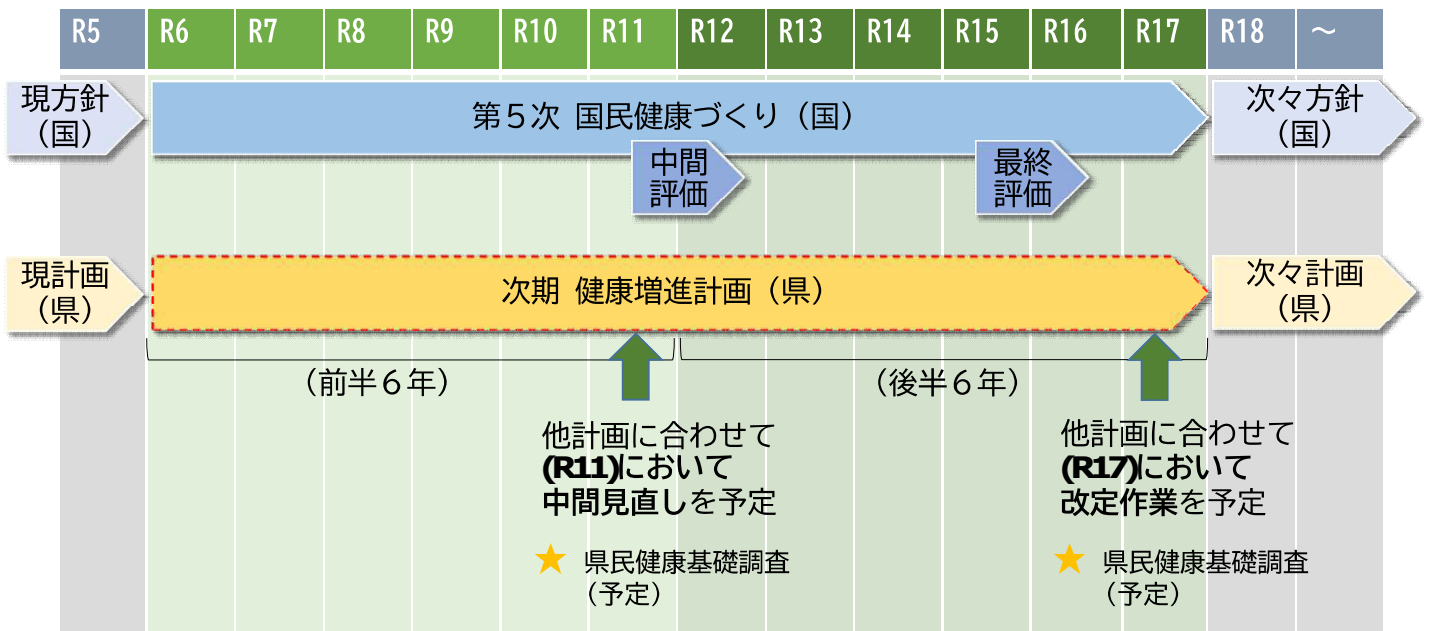 R5 R6 R7 R8 R9 R10 R11 R12 R13 R14 R15 R16 R17 R18 ～
現方針
（国）
第５次 国民健康づくり（国）
次々方針
（国）
中間
評価
最終
評価
現計画
（県）
次期 健康増進計画（県）
次々計画
（県）
（前半６年）
（後半６年）
他計画に合わせて
(R11)において
中間見直しを予定
★ 県民健康基礎調査
（予定）
他計画に合わせて
(R17)において
改定作業を予定
★ 県民健康基礎調査
（予定）